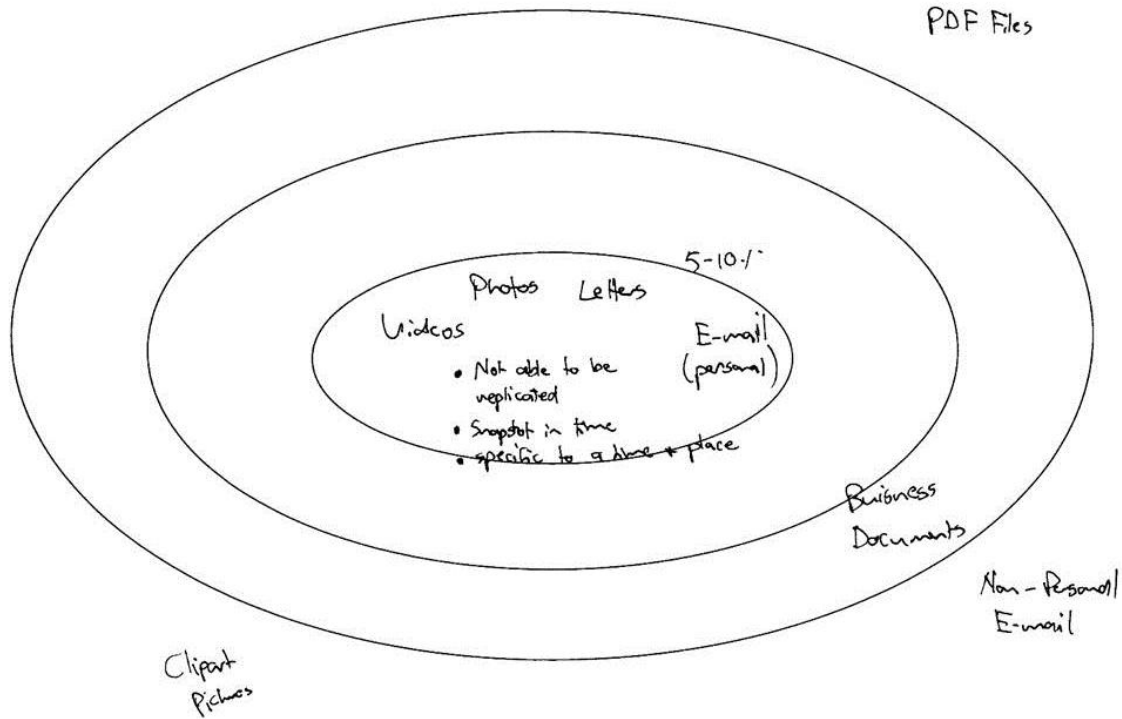 PDF Files
5-10%
Photos Letters
Videos
E-mail
(personal)
• Not able to be
replicated
• Snapshot in time
• specific to a time + place
Buisness
Documents
Non-Personal
E-mail
Clipart
Pictures